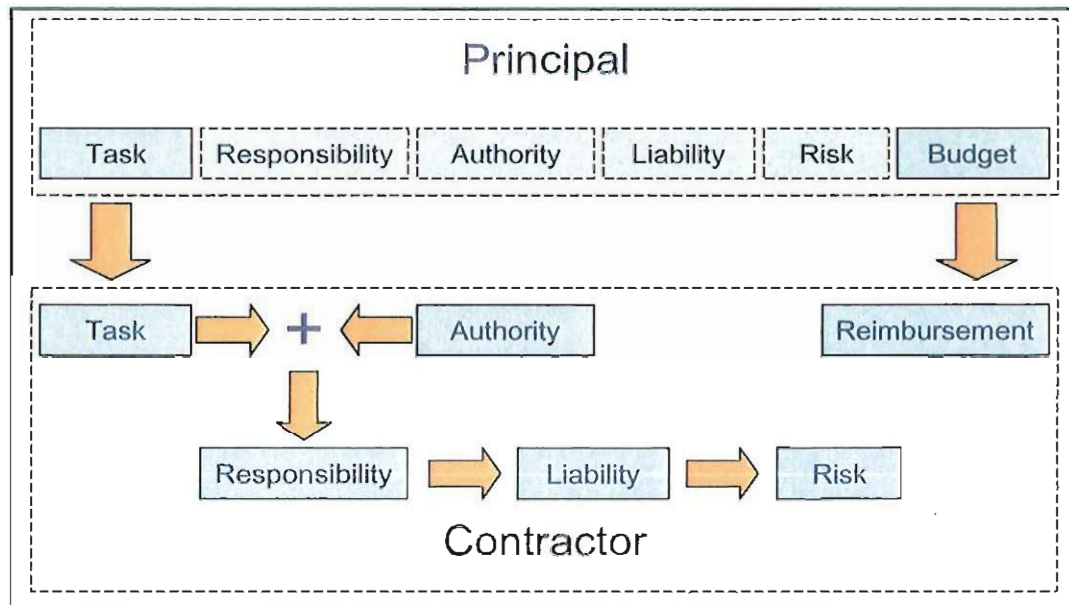 Principal
Task Responsibility Authority Liability Risk Budget
Task + Authority Reimbursement
Responsibility Liability Risk
Contractor